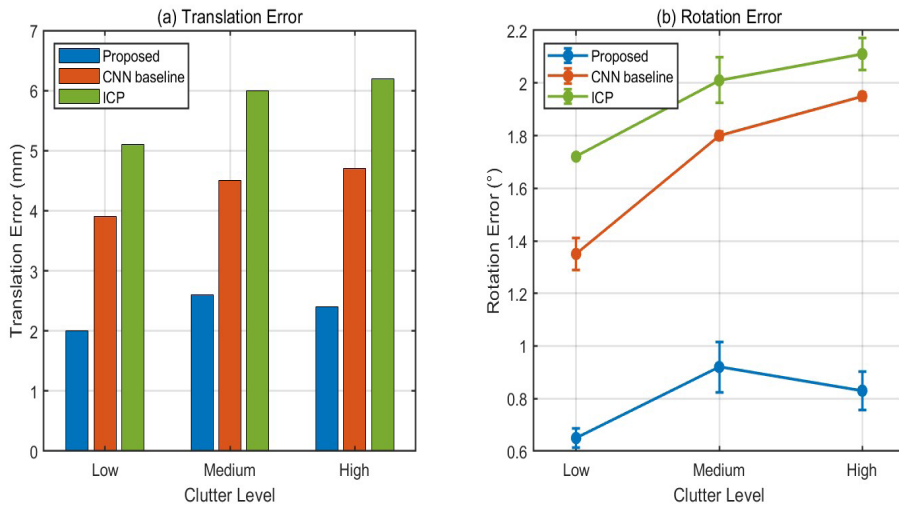 (a) Translation Error
Translation Error (mm)
7
6
5
4
3
2
1
0
Proposed
CNN baseline
ICP
Low Medium High
Clutter Level
(b) Rotation Error
Rotation Error (°)
2.2
2
1.8
1.6
1.4
1.2
1
0.8
0.6
Proposed
CNN baseline
ICP
Low Medium High
Clutter Level